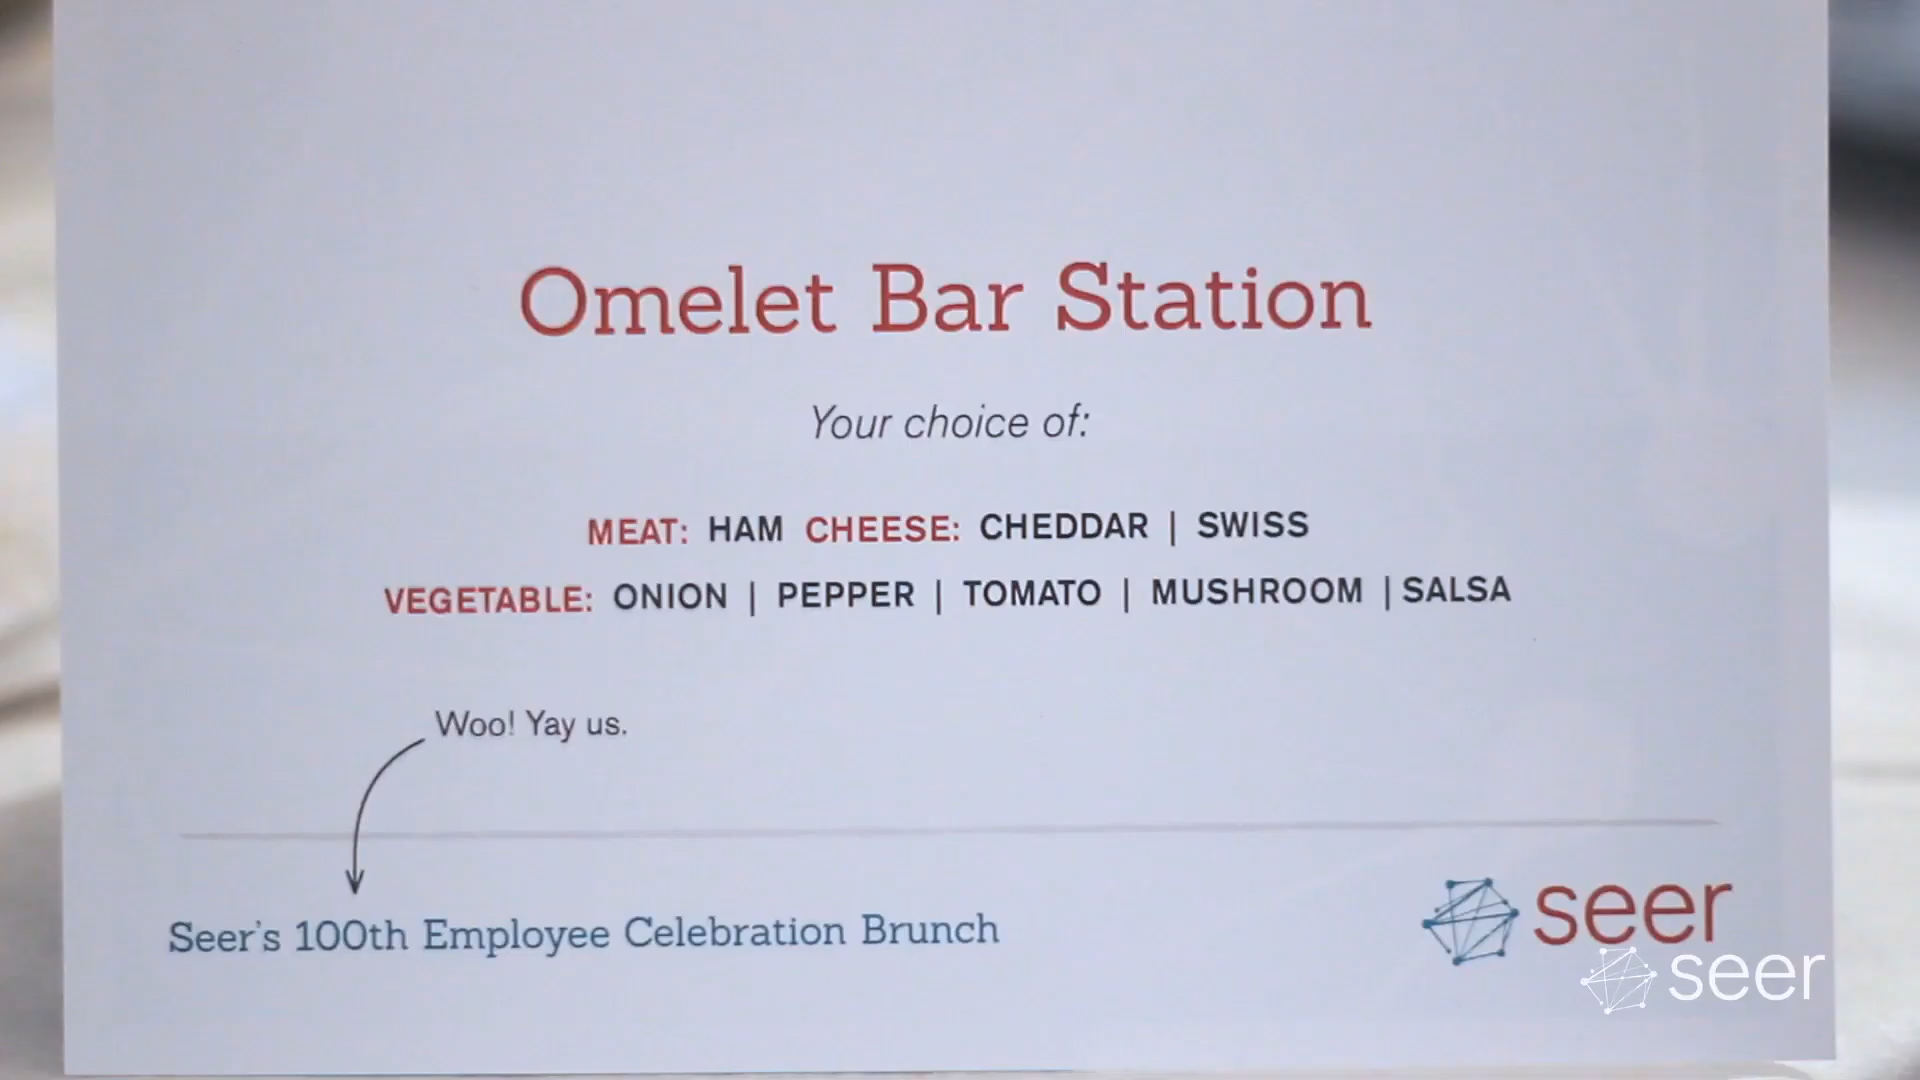 Omelet Bar Station
Your choice of:
MEAT: HAM CHEESE: CHEDDAR | SWISS
VEGETABLE: ONION | PEPPER | TOMATO | MUSHROOM | SALSA
Woo! Yay us.
Seer's 100th Employee Celebration Brunch
seer
seer